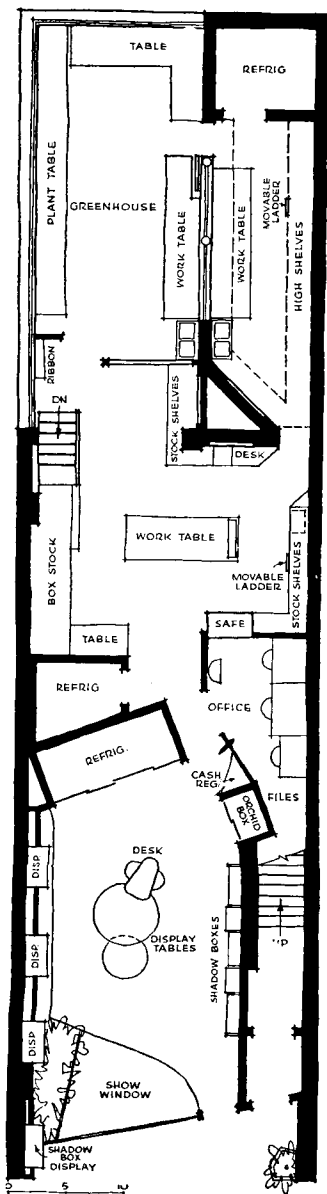 TABLE
REFRIG
PLANT TABLE
GREENHOUSE
WORK TABLE
WORK TABLE
MOVABLE
LADDER
HIGH SHELVES
RIBBON
DN
STOCK SHELVES
DESK
WORK TABLE
BOX STOCK
MOVABLE
LADDER
STOCK SHELVES
TABLE
SAFE
REFRIG
OFFICE
REFRIG.
CASH
REG.
ORCHID
BOX
FILES
DESK
DISP.
DISPLAY
TABLES
SHADOW BOXES
DISP.
UP
DISP.
SHOW
WINDOW
SHADOW
BOX
DISPLAY
0 5 10